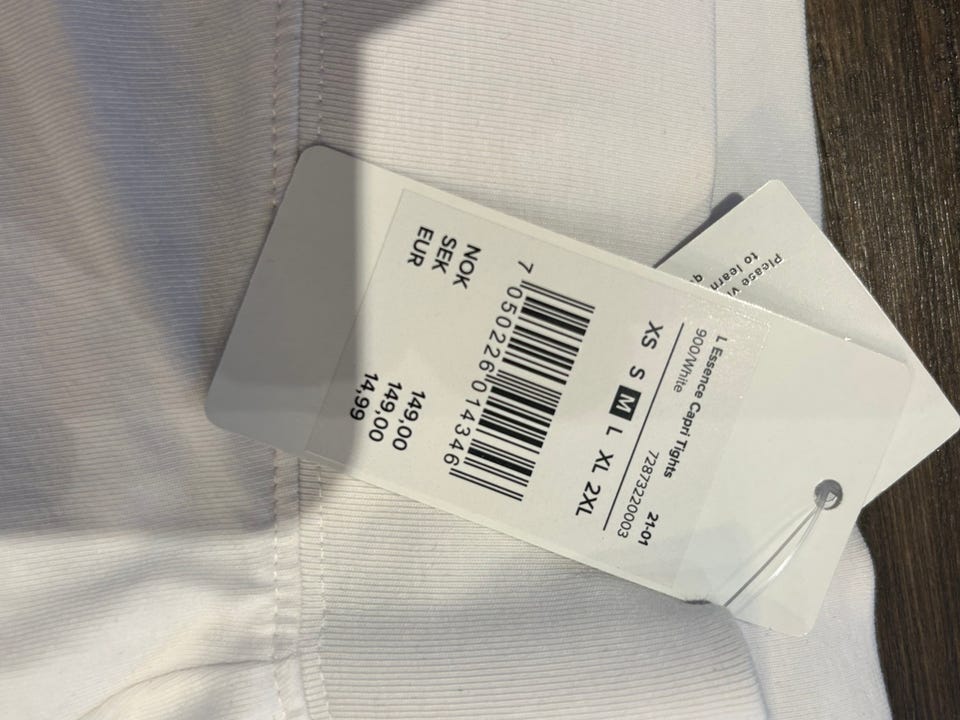 L Essence Capri Tights 21-01
900/White 72873220003
XS S M L XL 2XL
7 050226 014346
NOK 149,00
SEK 149,00
EUR 14,99
Please
to learn